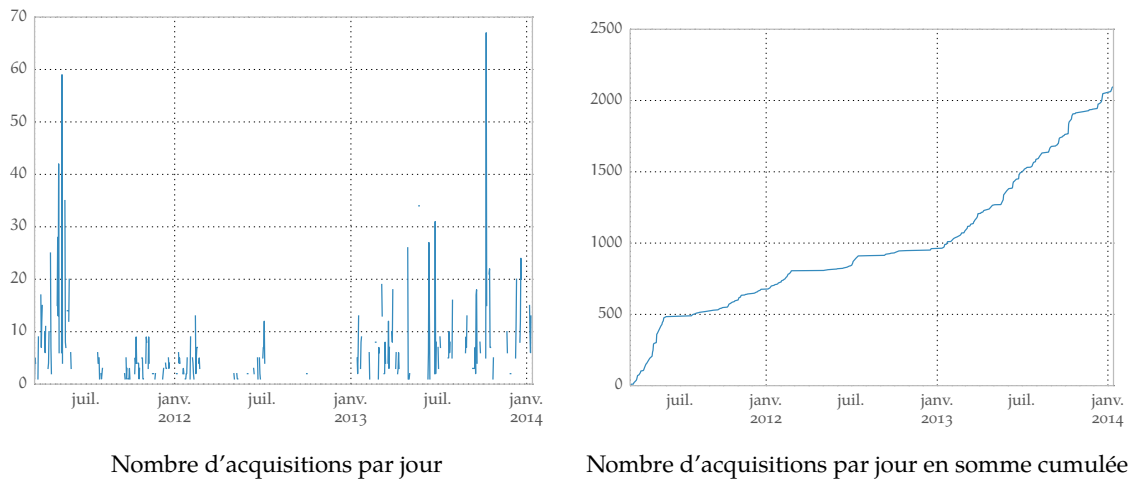 70
60
50
40
30
20
10
0
juil.
janv.
2012
juil.
janv.
2013
juil.
janv.
2014
Nombre d'acquisitions par jour
2500
2000
1500
1000
500
0
juil.
janv.
2012
juil.
janv.
2013
juil.
janv.
2014
Nombre d'acquisitions par jour en somme cumulée